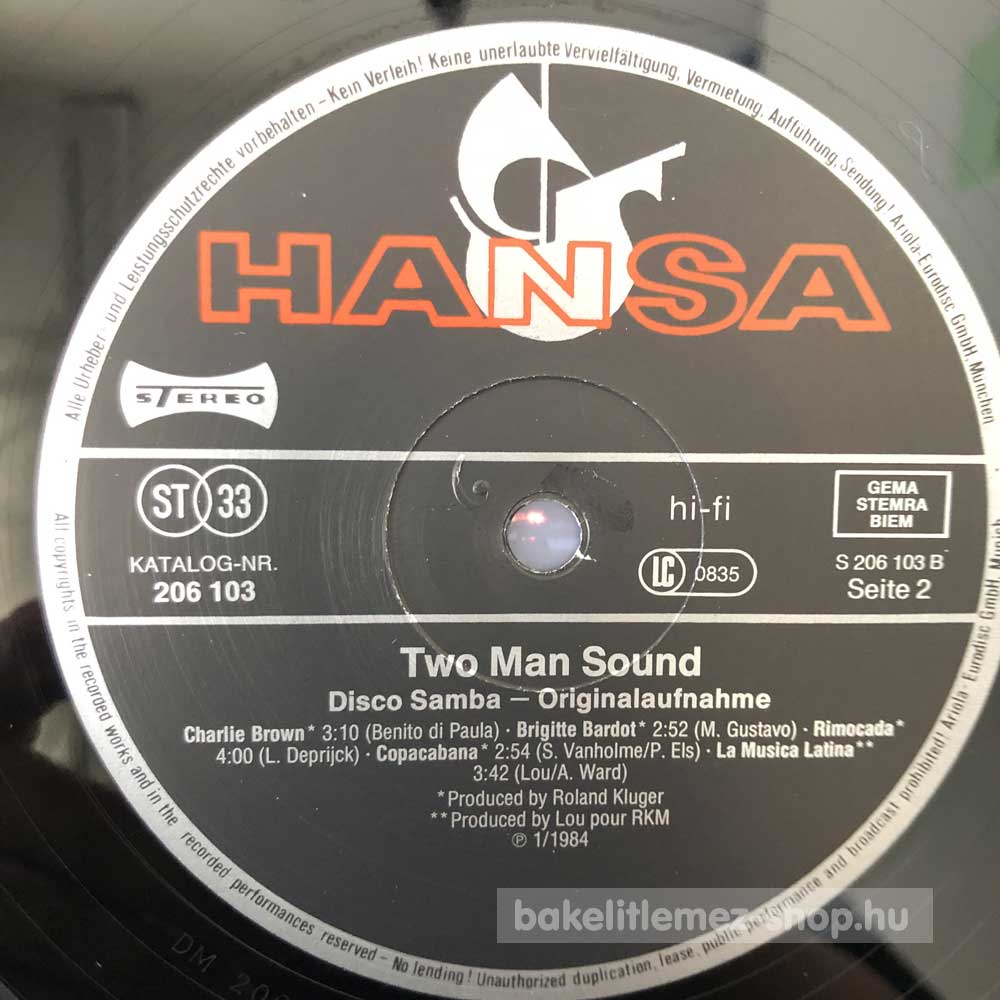 Alle Urheber- und Leistungsschutzrechte vorbehalten – Kein Verleih! Keine unerlaubte Vervielfältigung, Vermietung, Aufführung, Sendung! Ariola-Eurodisc GmbH, München
HANSA
STEREO
ST 33
hi-fi
GEMA
STEMRA
BIEM
KATALOG-NR.
206 103
LC 0835
S 206 103 B
Seite 2
Two Man Sound
Disco Samba – Originalaufnahme
Charlie Brown* 3:10 (Benito di Paula) · Brigitte Bardot* 2:52 (M. Gustavo) · Rimocada*
4:00 (L. Deprijck) · Copacabana* 2:54 (S. Vanholme/P. Els) · La Musica Latina**
3:42 (Lou/A. Ward)
*Produced by Roland Kluger
**Produced by Lou pour RKM
℗ 1/1984
All copyrights in the recorded works and in the recorded performances reserved – No lending! Unauthorized duplication, lease, public performance and broadcast prohibited! Ariola-Eurodisc GmbH, Munich
bakelitlemez-shop.hu
DM 20